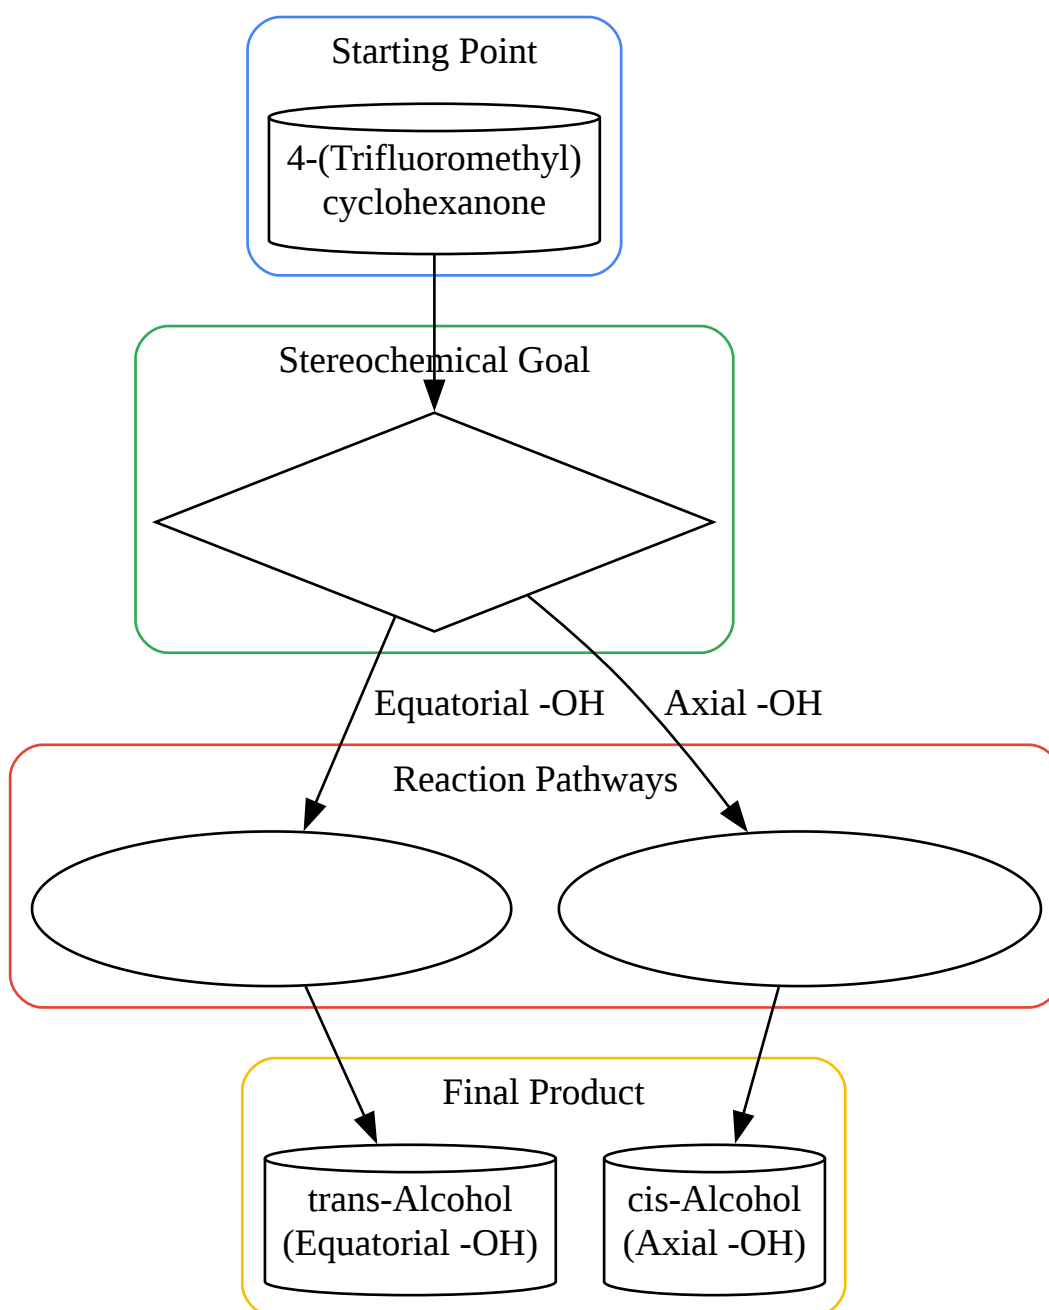 Starting Point
4-(Trifluoromethyl)
cyclohexanone
Stereochemical Goal
Equatorial -OH
Axial -OH
Reaction Pathways
Final Product
trans-Alcohol
(Equatorial -OH)
cis-Alcohol
(Axial -OH)